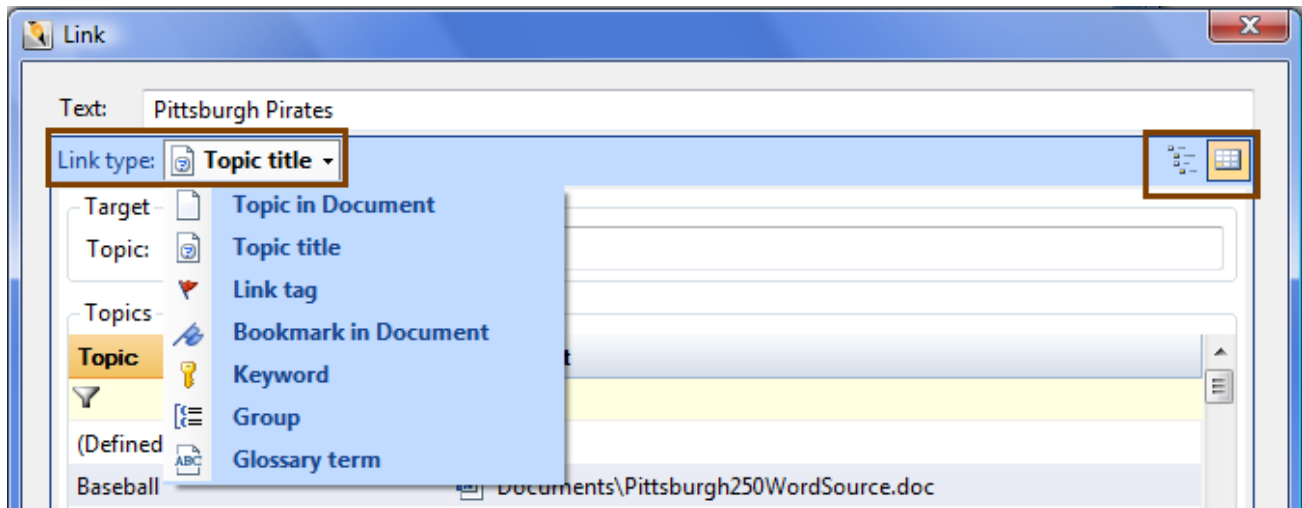 Link
Text: Pittsburgh Pirates
Link type: Topic title
Target
Topic:
Topic in Document
Topic title
Link tag
Bookmark in Document
Keyword
Group
ABC Glossary term
Topics
Topic t
(Defined
Baseball Documents\Pittsburgh250WordSource.doc